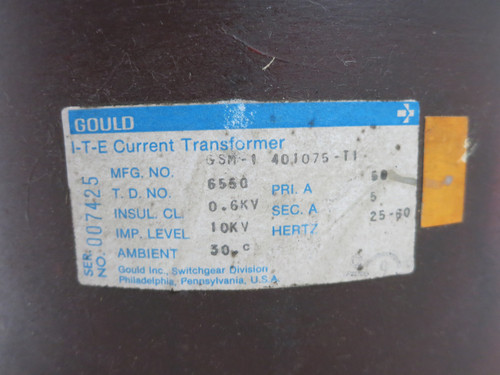 GOULD
I-T-E Current Transformer
MFG. NO. GSM-1 401075-T1
T. D. NO. 6550 PRI. A 60
INSUL. CL. 0.6KV SEC. A 5
IMP. LEVEL 10KV HERTZ 25-60
AMBIENT 30°C
Gould Inc., Switchgear Division
Philadelphia, Pennsylvania, U.S.A.
SER. NO. 007425